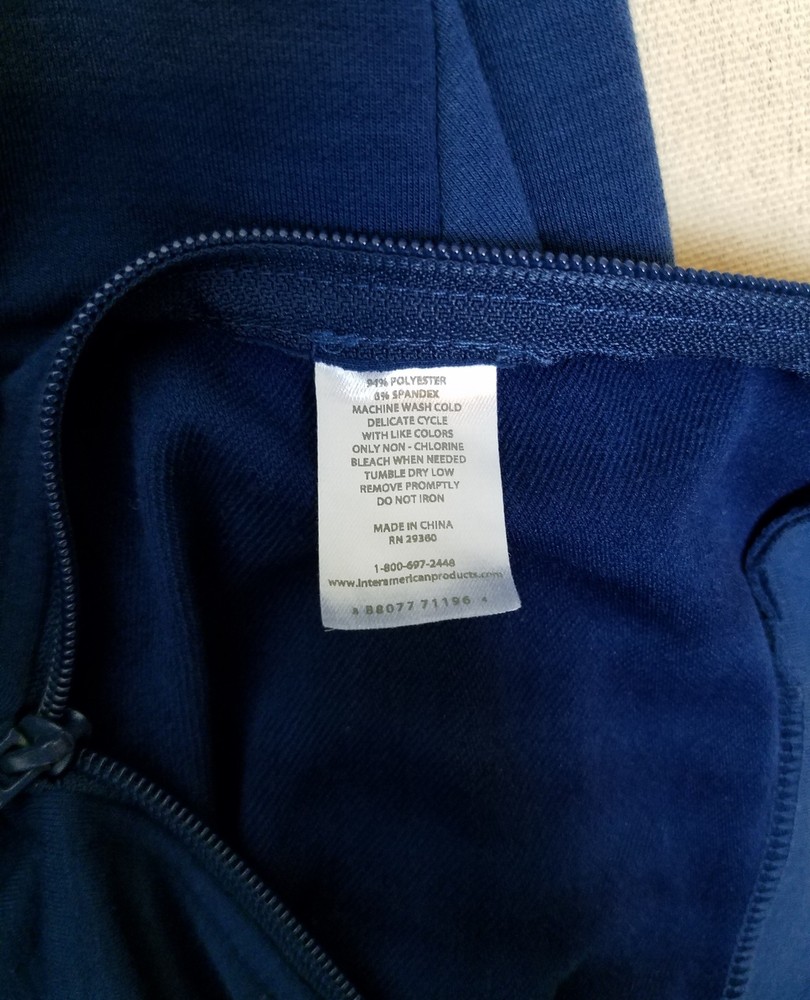 94% POLYESTER
6% SPANDEX
MACHINE WASH COLD
DELICATE CYCLE
WITH LIKE COLORS
ONLY NON - CHLORINE
BLEACH WHEN NEEDED
TUMBLE DRY LOW
REMOVE PROMPTLY
DO NOT IRON
MADE IN CHINA
RN 29360
1-800-697-2448
www.interamericanproducts.com
88077 71196